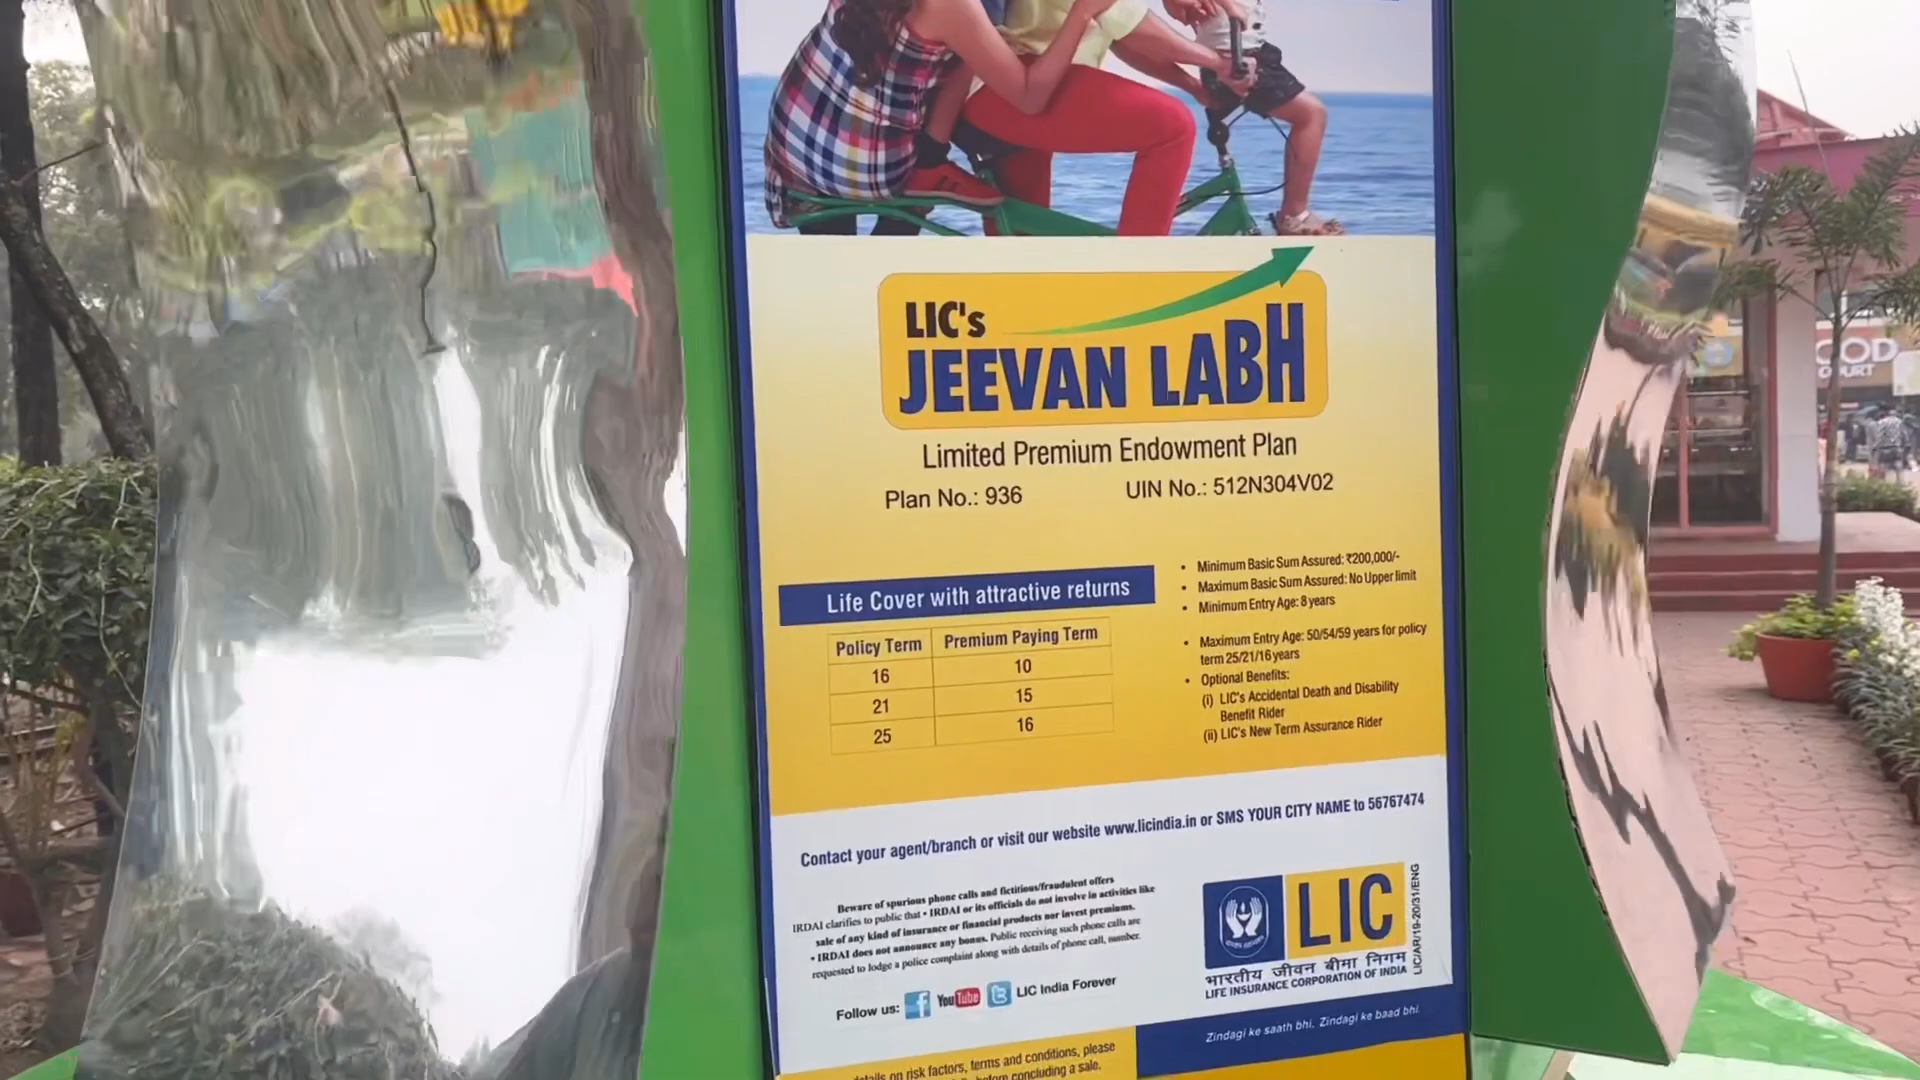 LIC's
JEEVAN LABH
Limited Premium Endowment Plan
Plan No.: 936
UIN No.: 512N304V02
Life Cover with attractive returns
Policy Term Premium Paying Term
16 10
21 15
25 16
• Minimum Basic Sum Assured: ₹200,000/-
• Maximum Basic Sum Assured: No Upper limit
• Minimum Entry Age: 8 years
• Maximum Entry Age: 50/54/59 years for policy
term 25/21/16 years
• Optional Benefits:
(i) LIC's Accidental Death and Disability
Benefit Rider
(ii) LIC's New Term Assurance Rider
Contact your agent/branch or visit our website www.licindia.in or SMS YOUR CITY NAME to 56767474
Beware of spurious phone calls and fictitious/fraudulent offers
IRDAI clarifies to public that • IRDAI or its officials do not involve in activities like
sale of any kind of insurance or financial products nor invest premiums.
• IRDAI does not announce any bonus. Public receiving such phone calls are
requested to lodge a police complaint along with details of phone call, number.
Follow us: f YouTube LIC India Forever
LIC
भारतीय जीवन बीमा निगम
LIFE INSURANCE CORPORATION OF INDIA
LIC/AR/19-20/31/ENG
Zindagi ke saath bhi, Zindagi ke baad bhi.
on risk factors, terms and conditions, please
before concluding a sale.
COURT